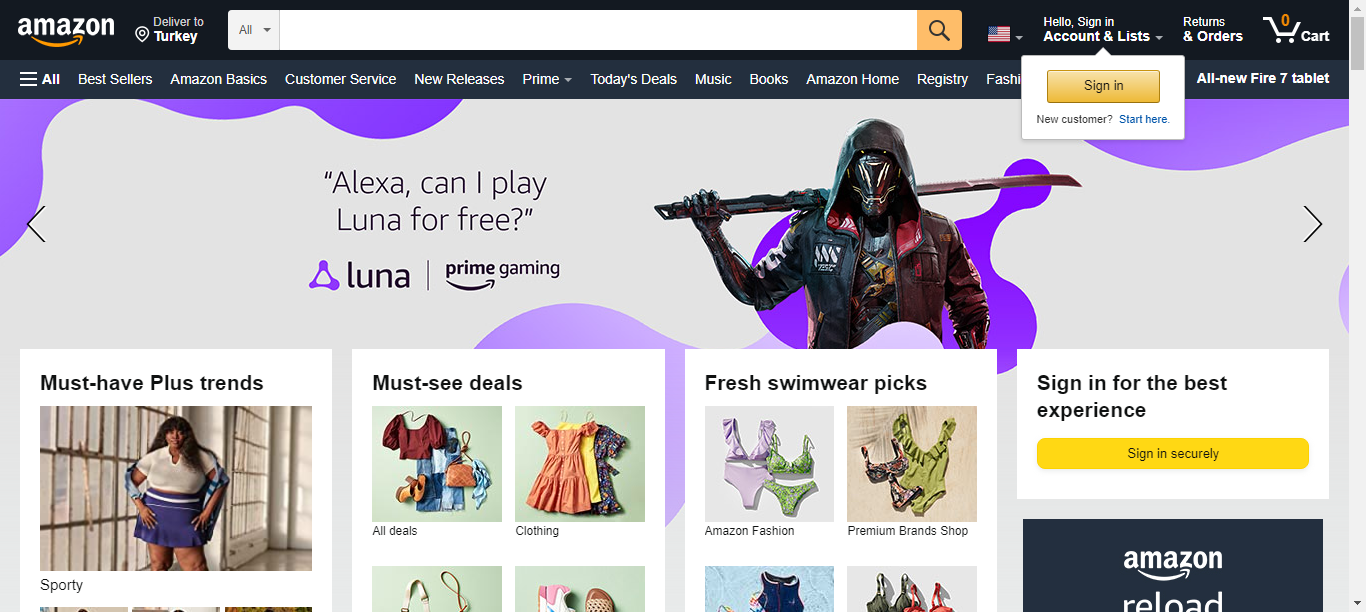 amazon
Deliver to
Turkey
All
Hello, Sign in
Account & Lists
Returns
& Orders
0
Cart
All
Best Sellers
Amazon Basics
Customer Service
New Releases
Prime
Today's Deals
Music
Books
Amazon Home
Registry
Fashi
All-new Fire 7 tablet
Sign in
New customer? Start here.
“Alexa, can I play
Luna for free?”
luna
prime gaming
Must-have Plus trends
Sporty
Must-see deals
All deals
Clothing
Fresh swimwear picks
Amazon Fashion
Premium Brands Shop
Sign in for the best
experience
Sign in securely
amazon
reload